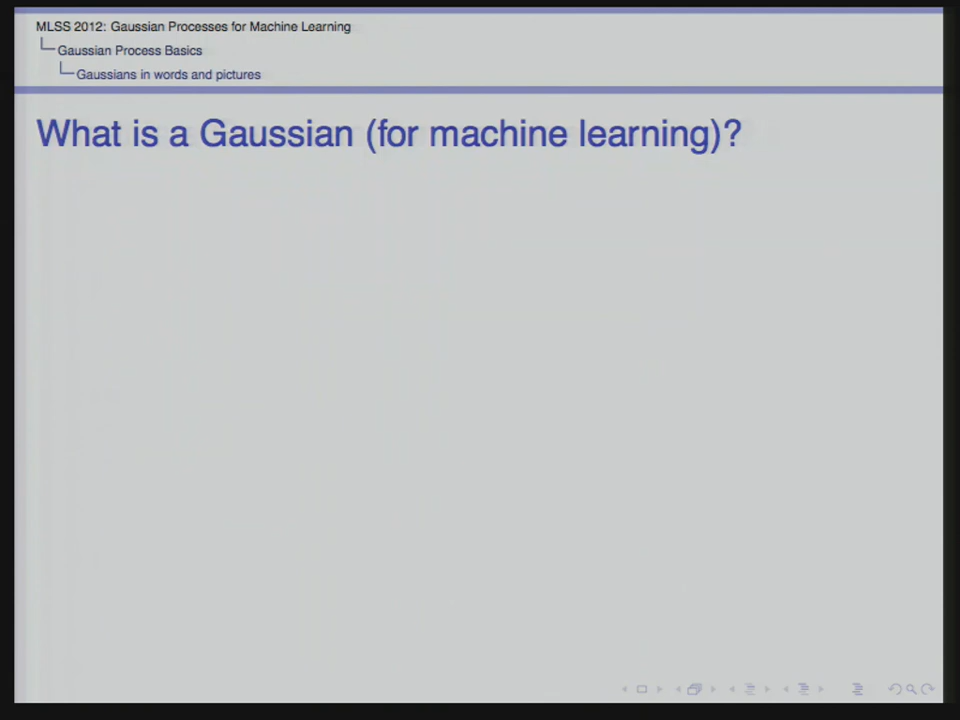 MLSS 2012: Gaussian Processes for Machine Learning
Gaussian Process Basics
Gaussians in words and pictures
What is a Gaussian (for machine learning)?